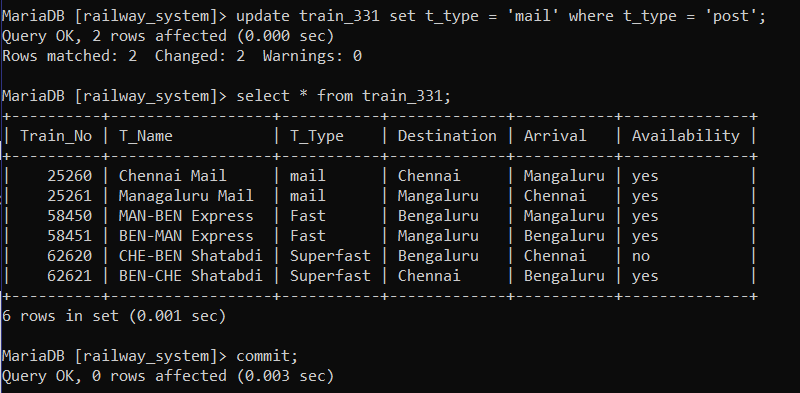 MariaDB [railway_system]> update train_331 set t_type = 'mail' where t_type = 'post';
Query OK, 2 rows affected (0.000 sec)
Rows matched: 2  Changed: 2  Warnings: 0
MariaDB [railway_system]> select * from train_331;
+----------+-----------------+-----------+-------------+-----------+--------------+
| Train_No | T_Name          | T_Type    | Destination | Arrival   | Availability |
+----------+-----------------+-----------+-------------+-----------+--------------+
|    25260 | Chennai Mail    | mail      | Chennai     | Mangaluru | yes          |
|    25261 | Managaluru Mail | mail      | Mangaluru   | Chennai   | yes          |
|    58450 | MAN-BEN Express | Fast      | Bengaluru   | Mangaluru | yes          |
|    58451 | BEN-MAN Express | Fast      | Mangaluru   | Bengaluru | yes          |
|    62620 | CHE-BEN Shatabdi | Superfast | Bengaluru   | Chennai   | no           |
|    62621 | BEN-CHE Shatabdi | Superfast | Chennai     | Bengaluru | yes          |
+----------+-----------------+-----------+-------------+-----------+--------------+
6 rows in set (0.001 sec)
MariaDB [railway_system]> commit;
Query OK, 0 rows affected (0.003 sec)